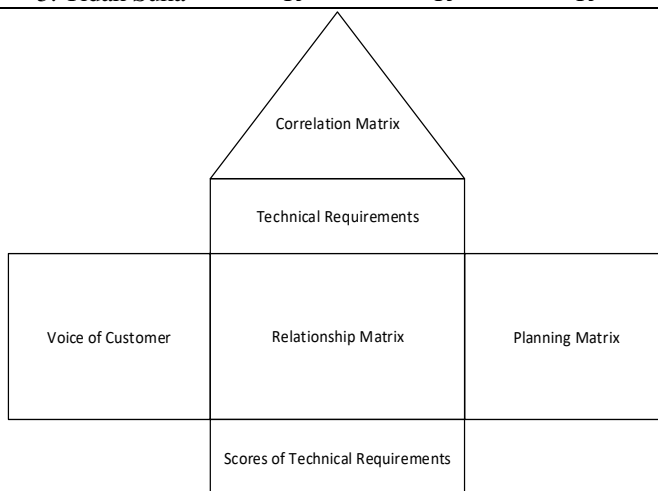 Correlation Matrix
Technical Requirements
Voice of Customer
Relationship Matrix
Planning Matrix
Scores of Technical Requirements